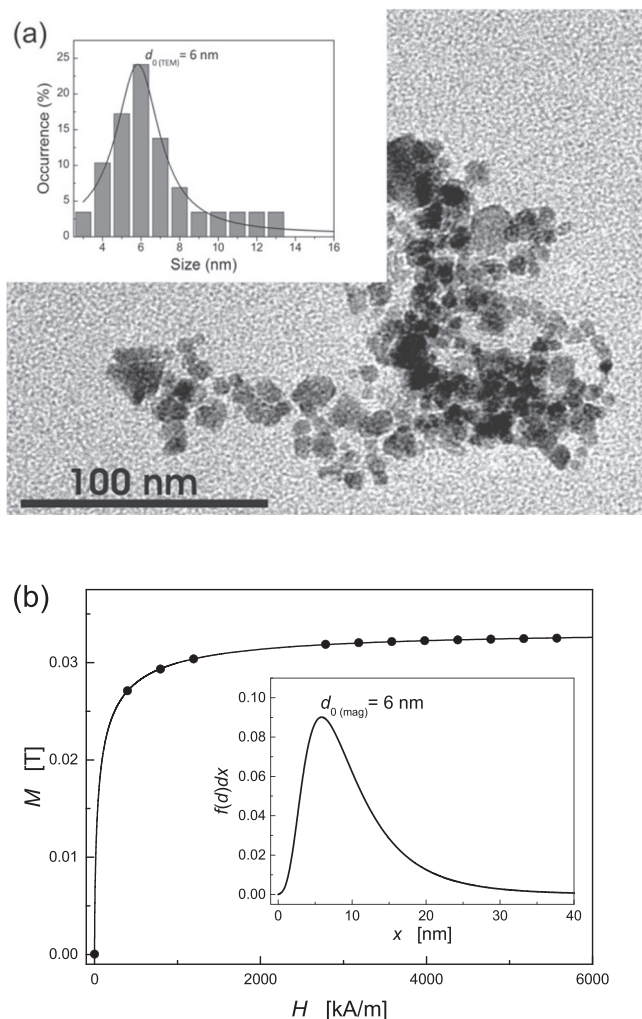 (a)
d0 (TEM) = 6 nm
25
20
15
10
5
0
Occurrence (%)
4 6 8 10 12 14 16
Size (nm)
100 nm
(b)
0.03
0.02
0.01
0.00
M [T]
d0 (mag) = 6 nm
0.10
0.08
0.06
0.04
0.02
0.00
f(d)dx
0 10 20 30 40
x [nm]
0 2000 4000 6000
H [kA/m]